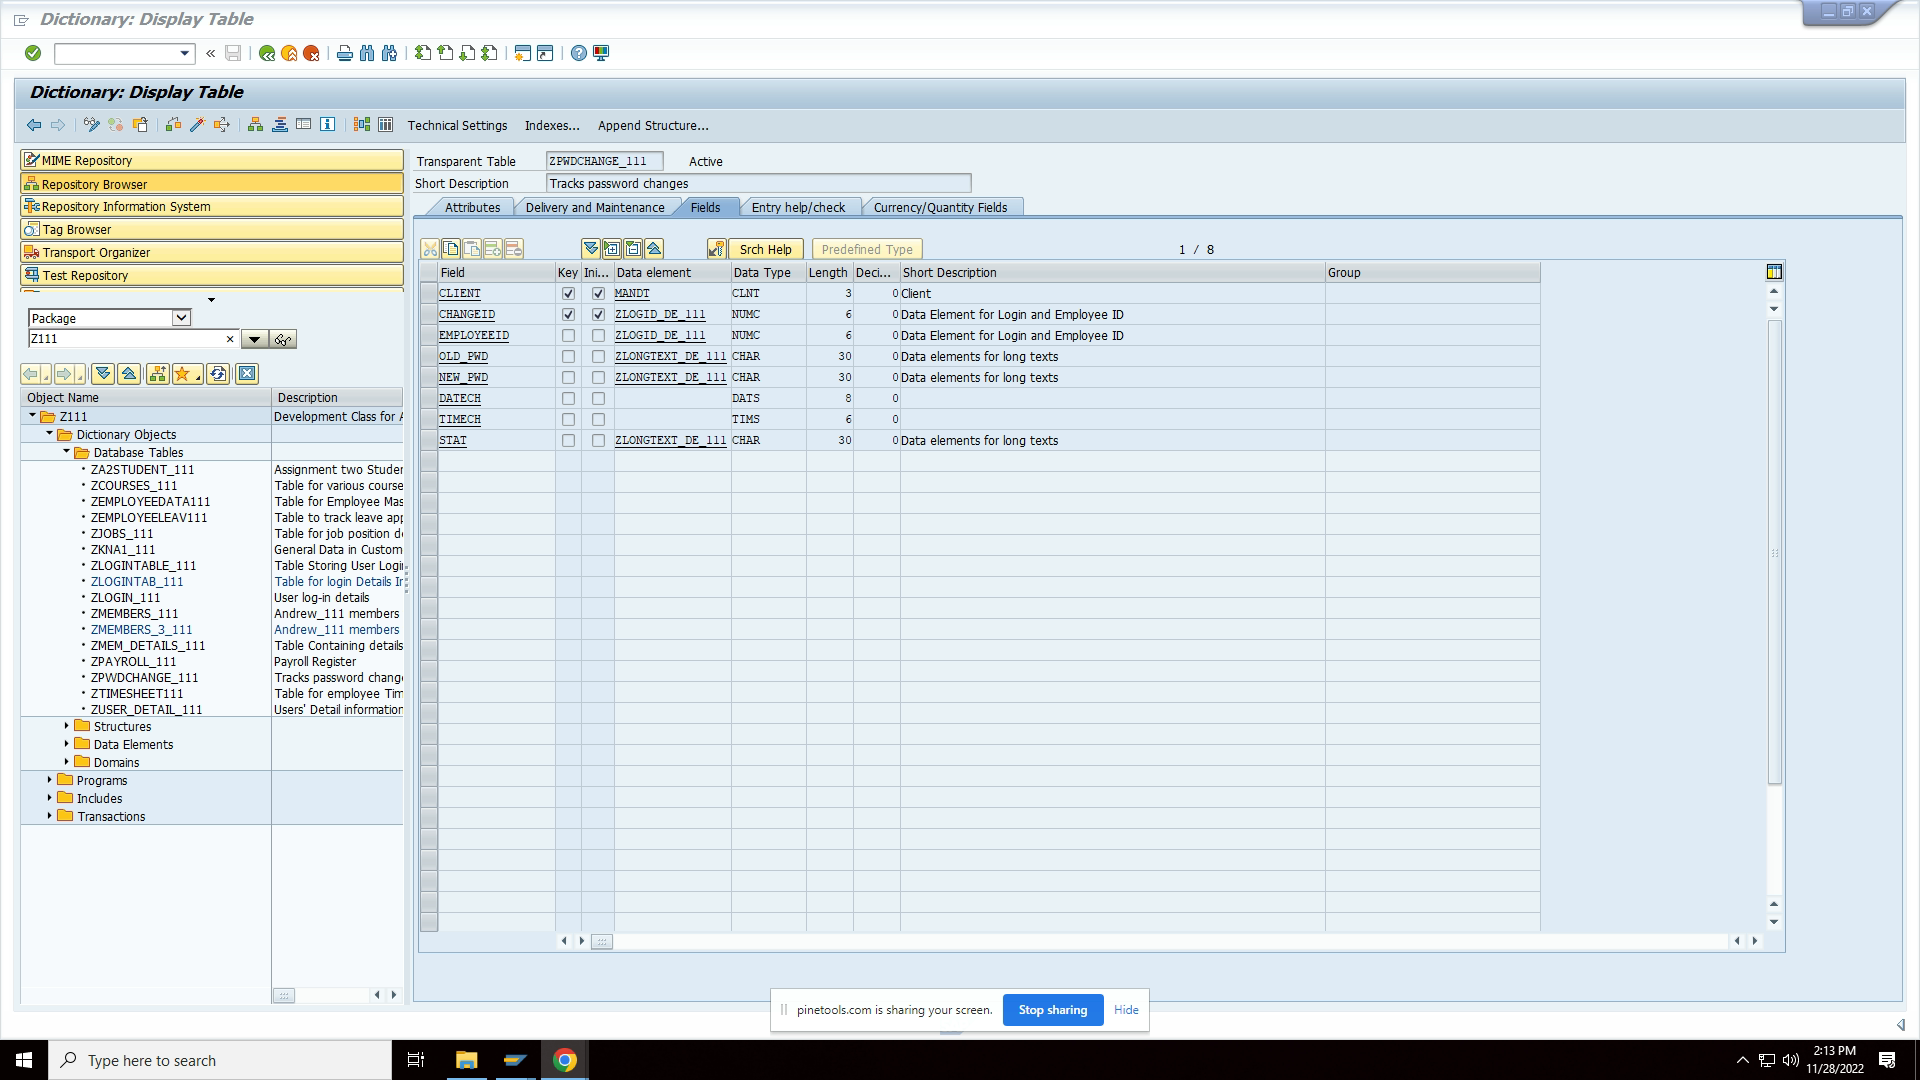 Dictionary: Display Table
Dictionary: Display Table
Technical Settings Indexes... Append Structure...
MIME Repository
Repository Browser
Repository Information System
Tag Browser
Transport Organizer
Test Repository
Package
Z111
Object Name Description
Z111 Development Class for A
Dictionary Objects
Database Tables
ZA2STUDENT_111 Assignment two Studer
ZCOURSES_111 Table for various course
ZEMPLOYEEDATA111 Table for Employee Mas
ZEMPLOYEELEAV111 Table to track leave app
ZJOBS_111 Table for job position de
ZKNA1_111 General Data in Custom
ZLOGINTABLE_111 Table Storing User Login
ZLOGINTAB_111 Table for login Details In
ZLOGIN_111 User log-in details
ZMEMBERS_111 Andrew_111 members
ZMEMBERS_3_111 Andrew_111 members
ZMEM_DETAILS_111 Table Containing details
ZPAYROLL_111 Payroll Register
ZPWDCHANGE_111 Tracks password change
ZTIMESHEET111 Table for employee Tim
ZUSER_DETAIL_111 Users' Detail information
Structures
Data Elements
Domains
Programs
Includes
Transactions
Transparent Table ZPWDCHANGE_111 Active
Short Description Tracks password changes
Attributes Delivery and Maintenance Fields Entry help/check Currency/Quantity Fields
Srch Help Predefined Type 1 / 8
Field Key Ini... Data element Data Type Length Deci... Short Description Group
CLIENT MANDT CLNT 3 0 Client
CHANGEID ZLOGID_DE_111 NUMC 6 0 Data Element for Login and Employee ID
EMPLOYEEID ZLOGID_DE_111 NUMC 6 0 Data Element for Login and Employee ID
OLD_PWD ZLONGTEXT_DE_111 CHAR 30 0 Data elements for long texts
NEW_PWD ZLONGTEXT_DE_111 CHAR 30 0 Data elements for long texts
DATECH DATS 8 0
TIMECH TIMS 6 0
STAT ZLONGTEXT_DE_111 CHAR 30 0 Data elements for long texts
pinetools.com is sharing your screen. Stop sharing Hide
Type here to search
2:13 PM
11/28/2022